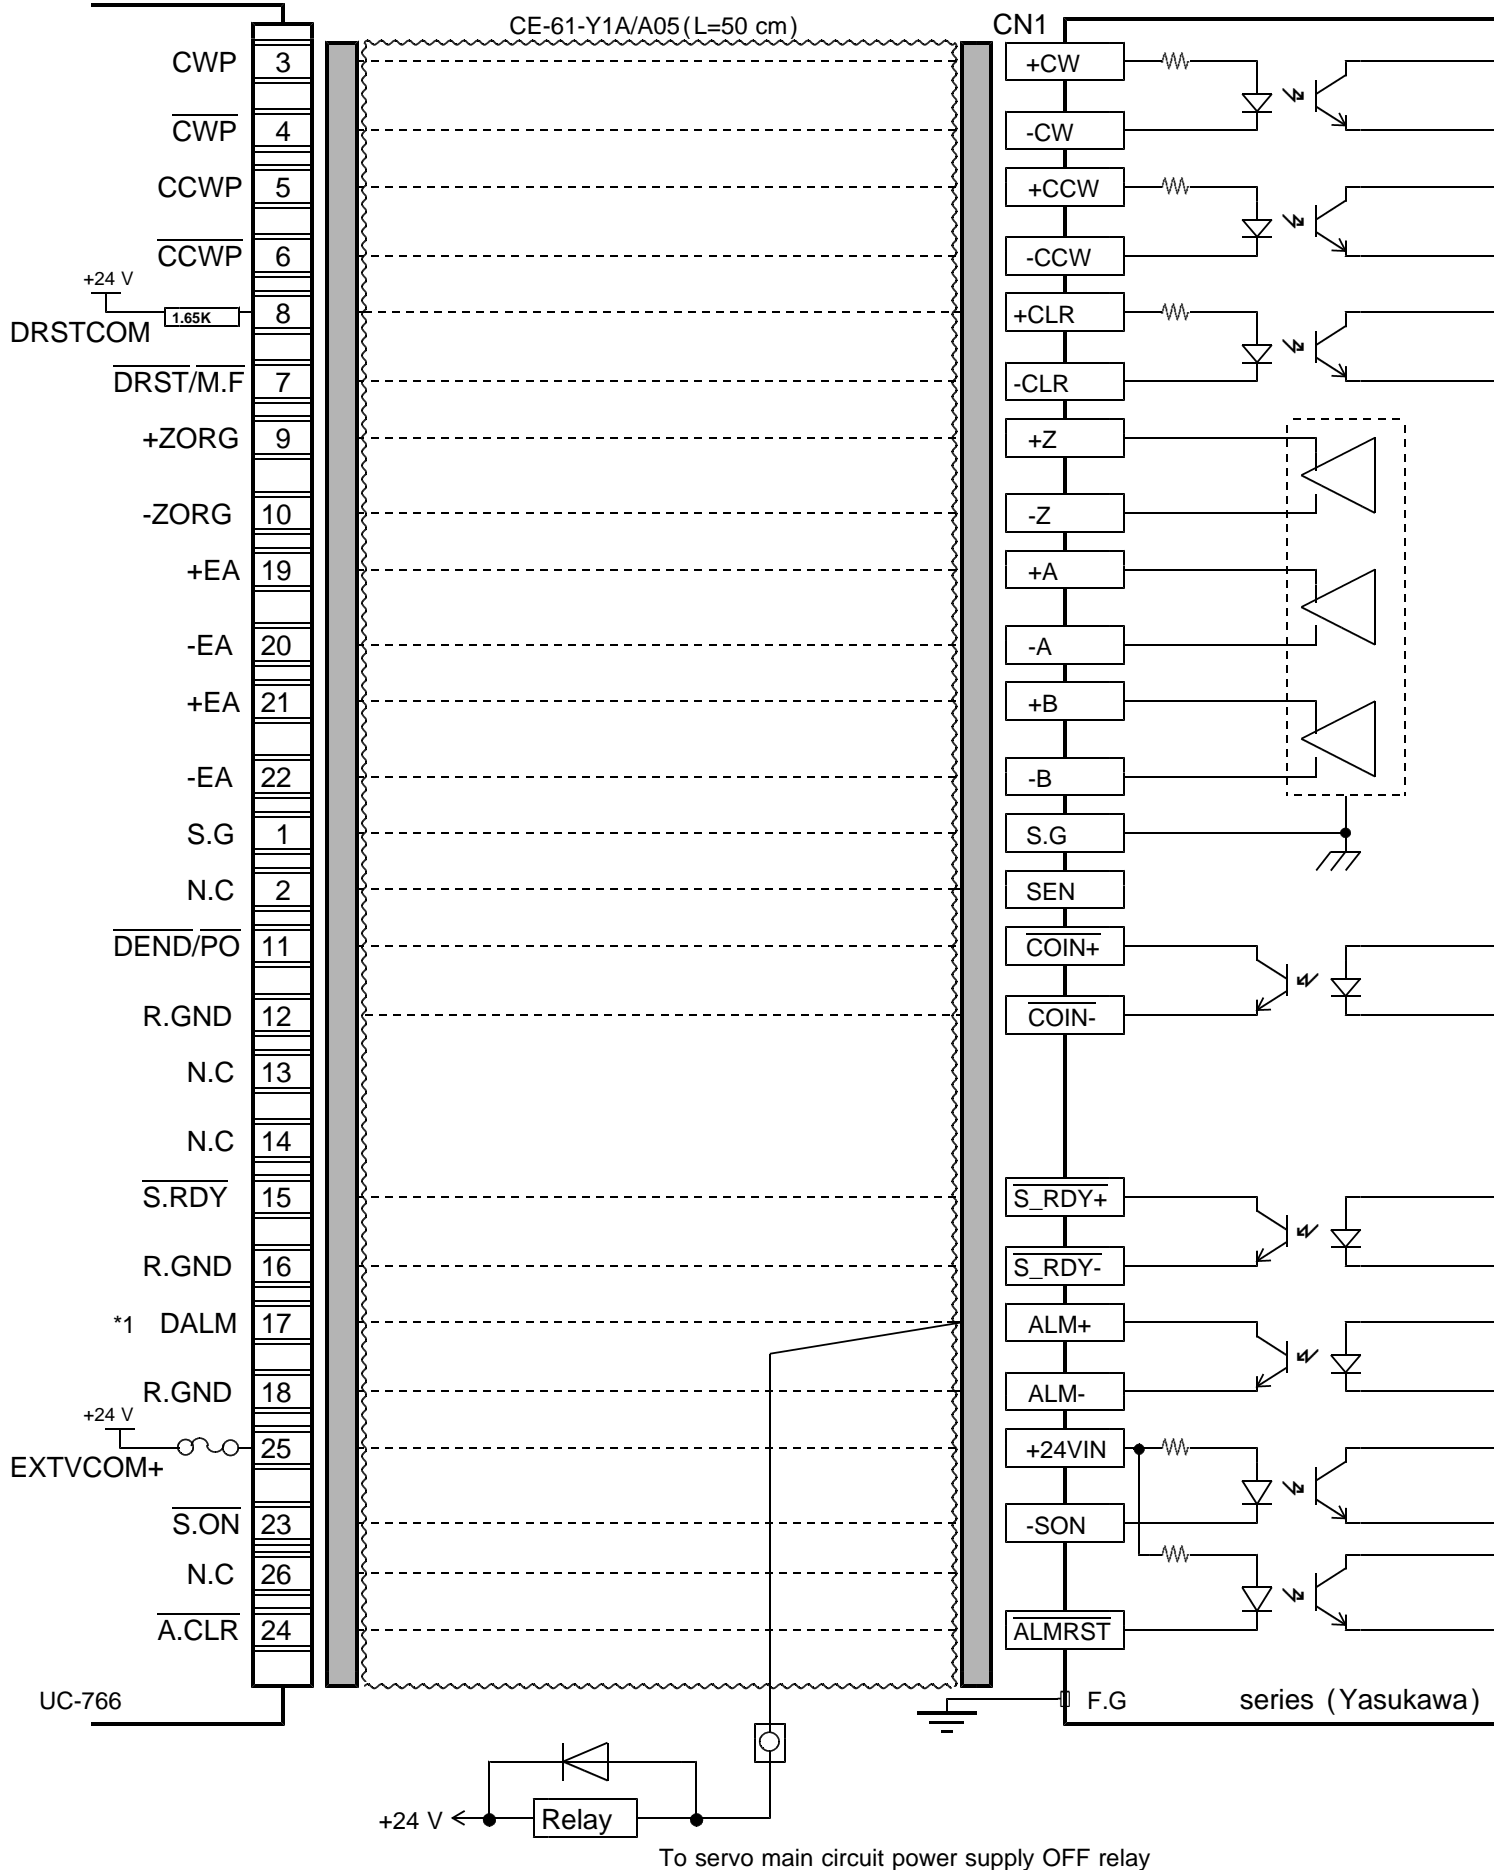 CE-61-Y1A/A05(L=50 cm)
CN1
CWP 3 +CW
CWP 4 -CW
CCWP 5 +CCW
CCWP 6 -CCW
+24 V
1.65K 8 +CLR
DRSTCOM
DRST/M.F 7 -CLR
+ZORG 9 +Z
-ZORG 10 -Z
+EA 19 +A
-EA 20 -A
+EA 21 +B
-EA 22 -B
S.G 1 S.G
N.C 2 SEN
DEND/PO 11 COIN+
R.GND 12 COIN-
N.C 13
N.C 14
S.RDY 15 S_RDY+
R.GND 16 S_RDY-
*1 DALM 17 ALM+
R.GND 18 ALM-
+24 V
25 +24VIN
EXTVCOM+
S.ON 23 -SON
N.C 26
A.CLR 24 ALMRST
UC-766
F.G
series (Yasukawa)
+24 V
Relay
To servo main circuit power supply OFF relay